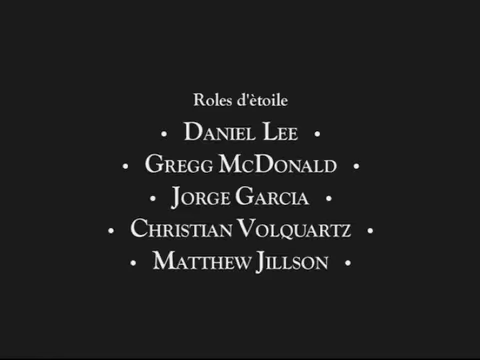 Roles d'ètoile
• Daniel Lee •
• Gregg McDonald •
• Jorge Garcia •
• Christian Volquartz •
• Matthew Jillson •